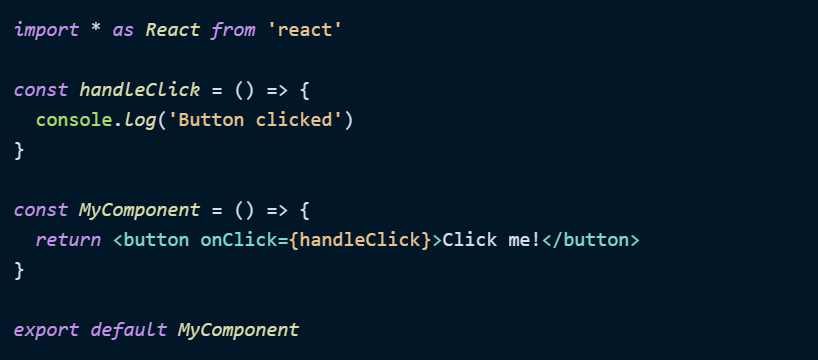 import * as React from 'react'
const handleClick = () => {
  console.log('Button clicked')
}
const MyComponent = () => {
  return <button onClick={handleClick}>Click me!</button>
}
export default MyComponent